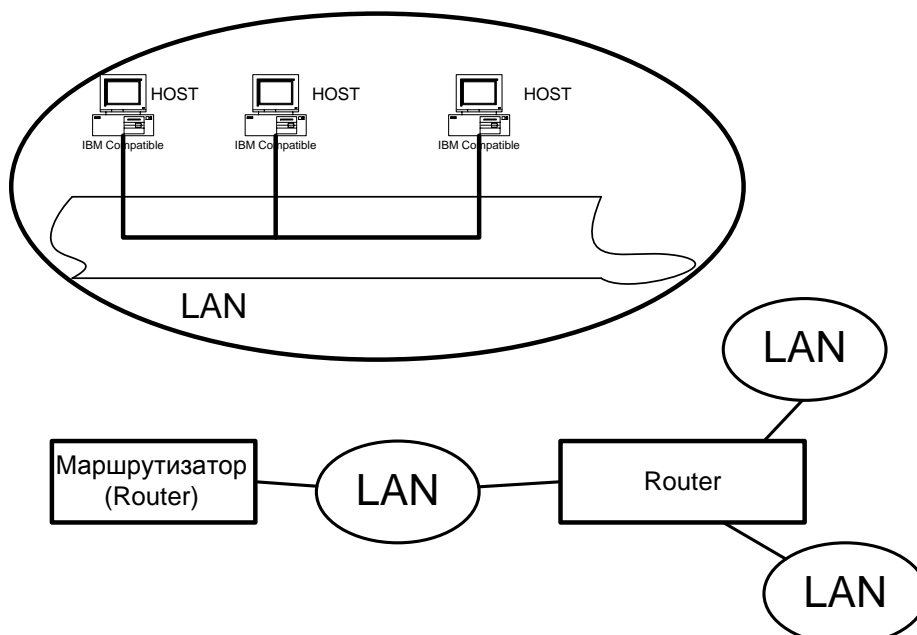 HOST
HOST
HOST
IBM Compatible
IBM Compatible
IBM Compatible
LAN
LAN
Маршрутизатор
(Router)
LAN
Router
LAN